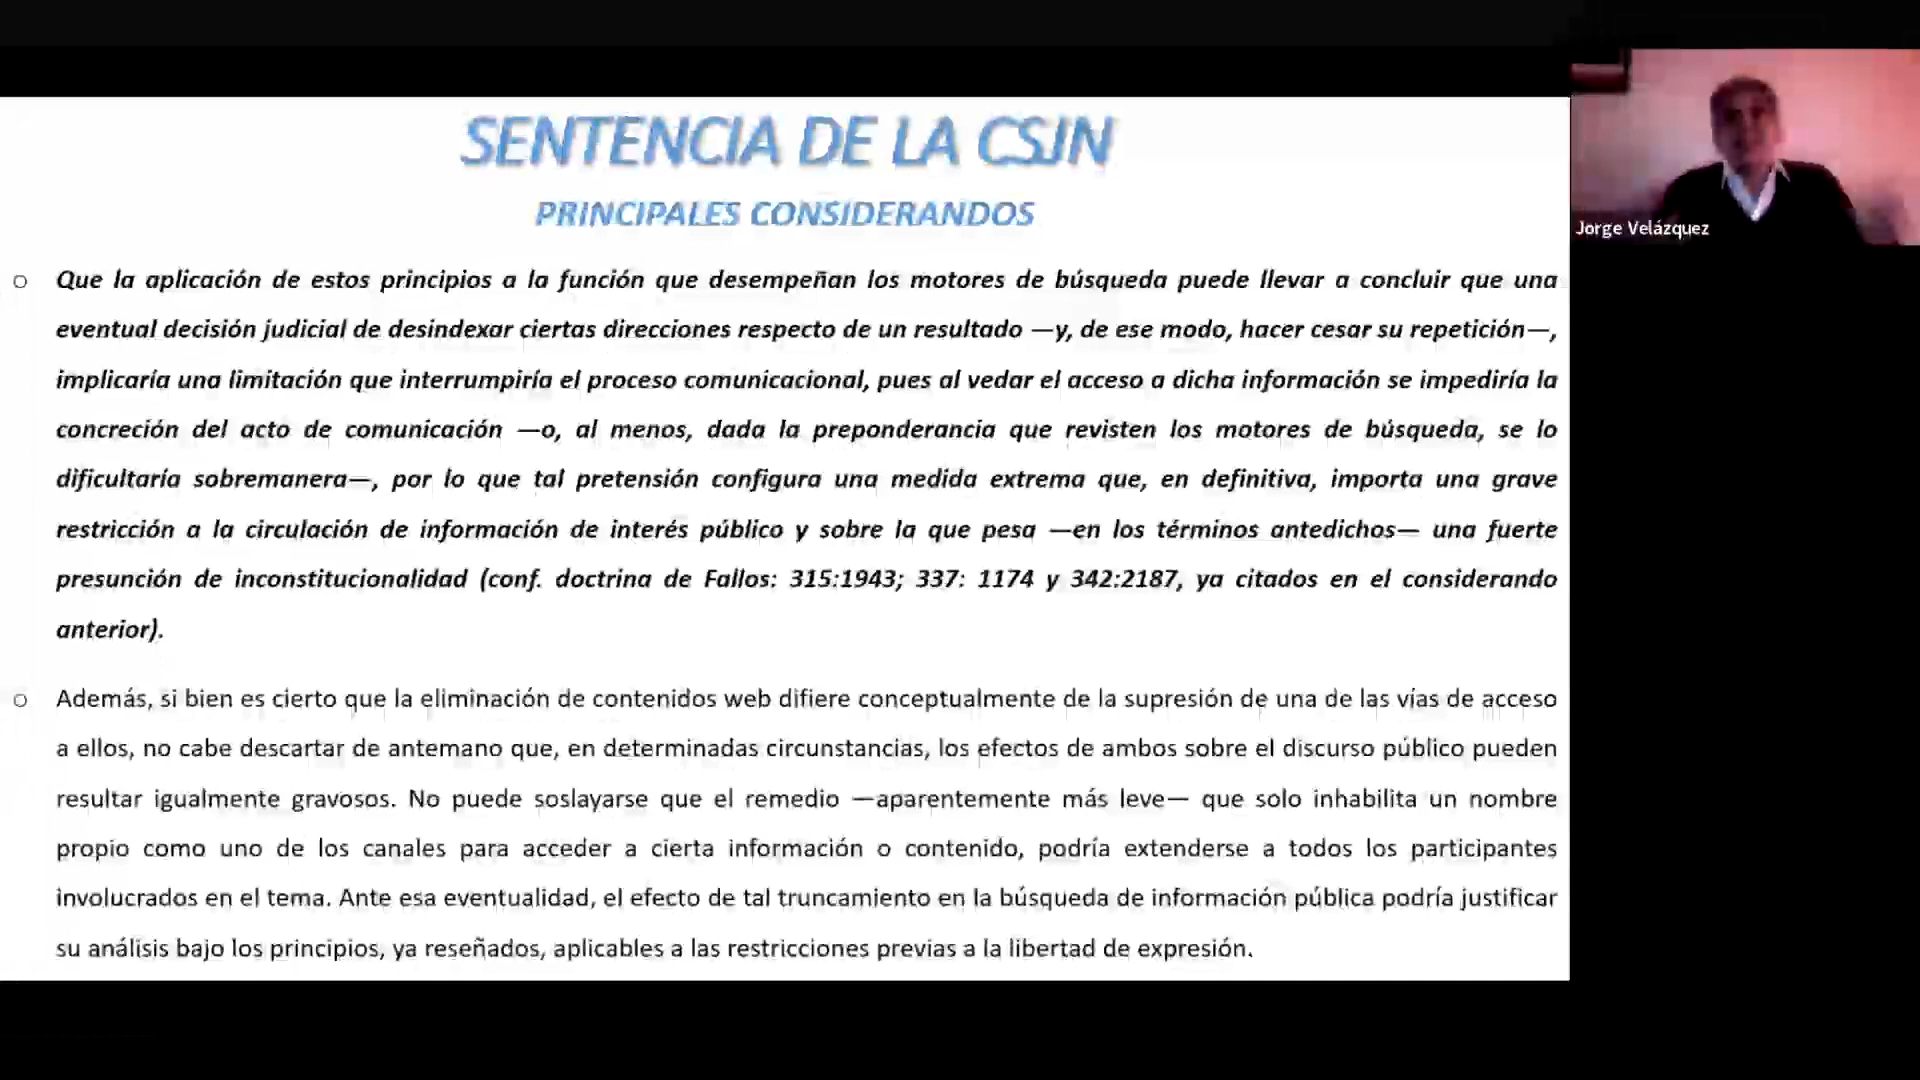 SENTENCIA DE LA CSJN
PRINCIPALES CONSIDERANDOS
Jorge Velázquez
○ Que la aplicación de estos principios a la función que desempeñan los motores de búsqueda puede llevar a concluir que una
eventual decisión judicial de desindexar ciertas direcciones respecto de un resultado —y, de ese modo, hacer cesar su repetición—,
implicaría una limitación que interrumpiría el proceso comunicacional, pues al vedar el acceso a dicha información se impediría la
concreción del acto de comunicación —o, al menos, dada la preponderancia que revisten los motores de búsqueda, se lo
dificultaría sobremanera—, por lo que tal pretensión configura una medida extrema que, en definitiva, importa una grave
restricción a la circulación de información de interés público y sobre la que pesa —en los términos antedichos— una fuerte
presunción de inconstitucionalidad (conf. doctrina de Fallos: 315:1943; 337: 1174 y 342:2187, ya citados en el considerando
anterior).
○ Además, si bien es cierto que la eliminación de contenidos web difiere conceptualmente de la supresión de una de las vías de acceso
a ellos, no cabe descartar de antemano que, en determinadas circunstancias, los efectos de ambos sobre el discurso público pueden
resultar igualmente gravosos. No puede soslayarse que el remedio —aparentemente más leve— que solo inhabilita un nombre
propio como uno de los canales para acceder a cierta información o contenido, podría extenderse a todos los participantes
involucrados en el tema. Ante esa eventualidad, el efecto de tal truncamiento en la búsqueda de información pública podría justificar
su análisis bajo los principios, ya reseñados, aplicables a las restricciones previas a la libertad de expresión.